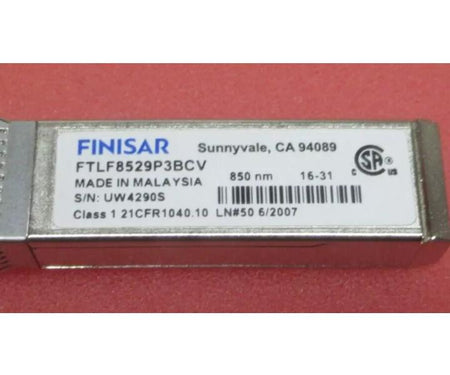 FINISAR Sunnyvale, CA 94089
FTLF8529P3BCV
MADE IN MALAYSIA 850 nm 16-31
S/N: UW4290S
Class 1 21CFR1040.10 LN#50 6/2007
SA